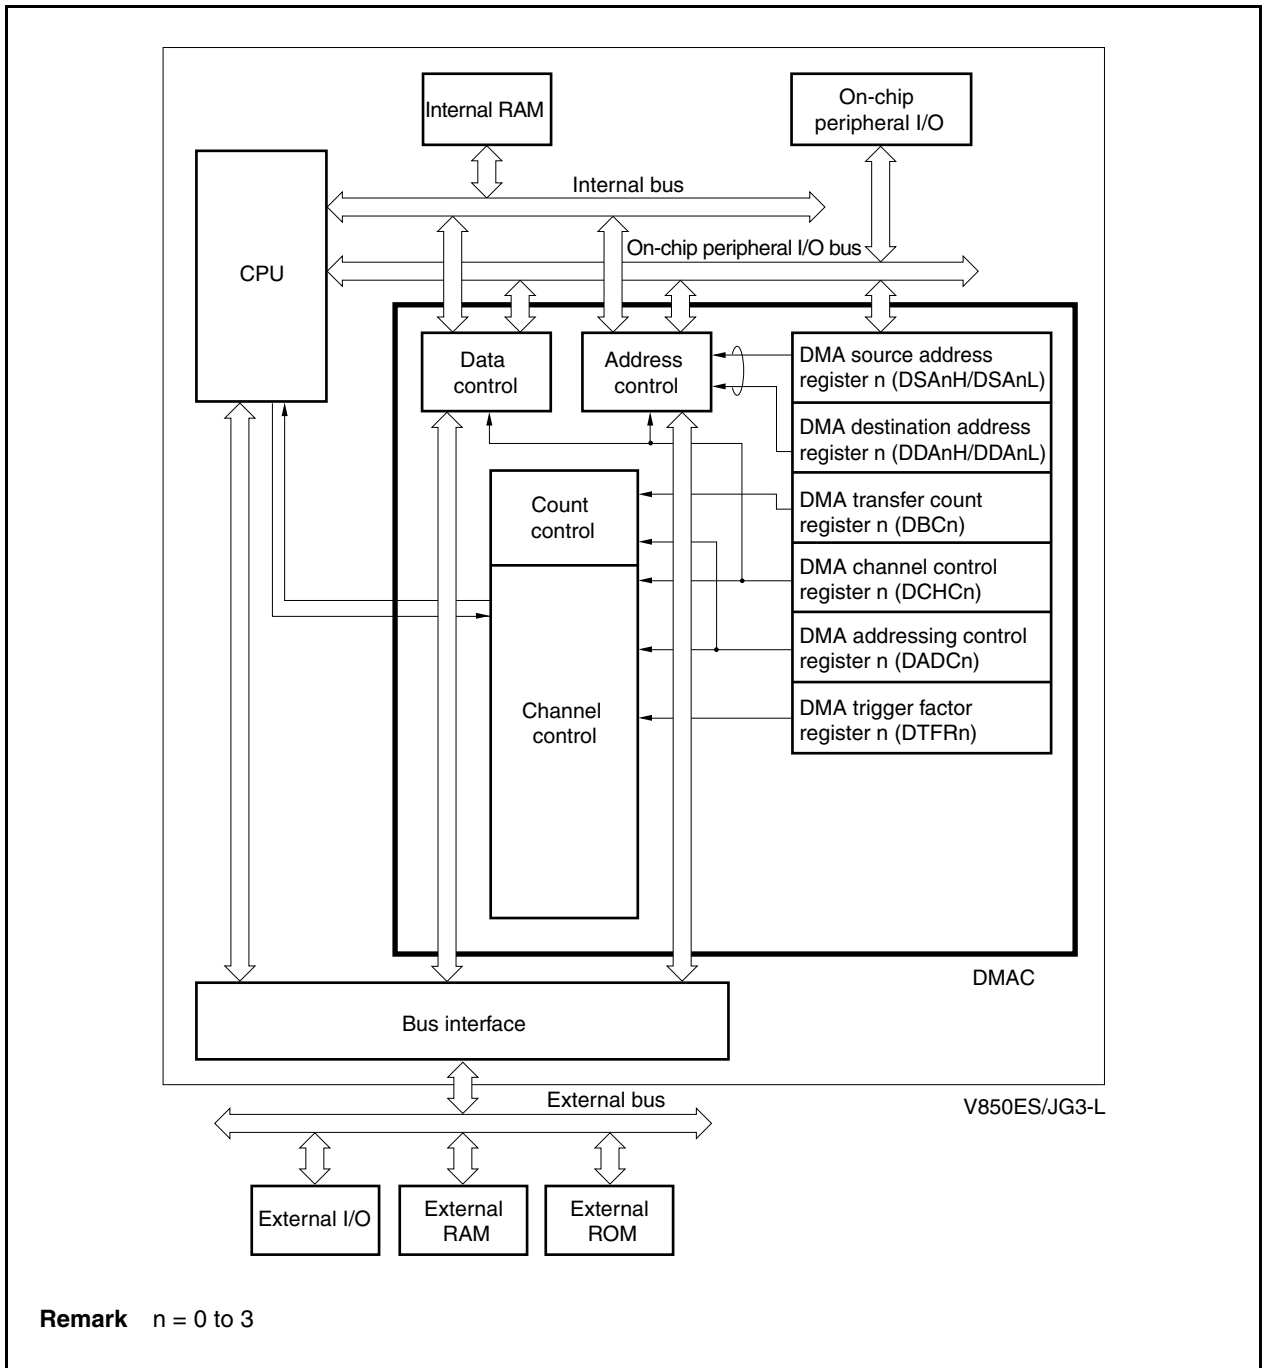 Internal RAM
On-chip
peripheral I/O
Internal bus
On-chip peripheral I/O bus
CPU
Data
control
Address
control
DMA source address
register n (DSAnH/DSAnL)
DMA destination address
register n (DDAnH/DDAnL)
DMA transfer count
register n (DBCn)
DMA channel control
register n (DCHCn)
DMA addressing control
register n (DADCn)
DMA trigger factor
register n (DTFRn)
Count
control
Channel
control
DMAC
Bus interface
V850ES/JG3-L
External bus
External I/O
External
RAM
External
ROM
Remark n = 0 to 3